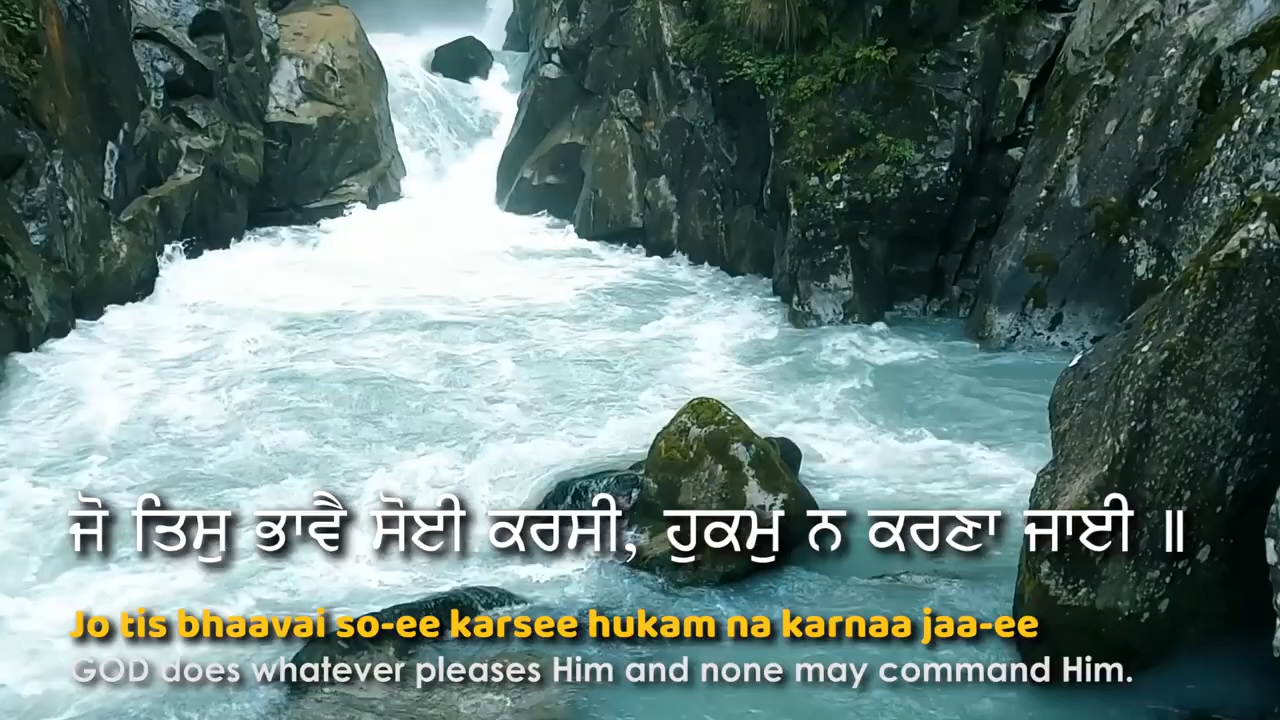 ਜੋ ਤਿਸੁ ਭਾਵੈ ਸੋਈ ਕਰਸੀ, ਹੁਕਮੁ ਨ ਕਰਣਾ ਜਾਈ ॥
Jo tis bhaavai so-ee karsee hukam na karnaa jaa-ee
GOD does whatever pleases Him and none may command Him.